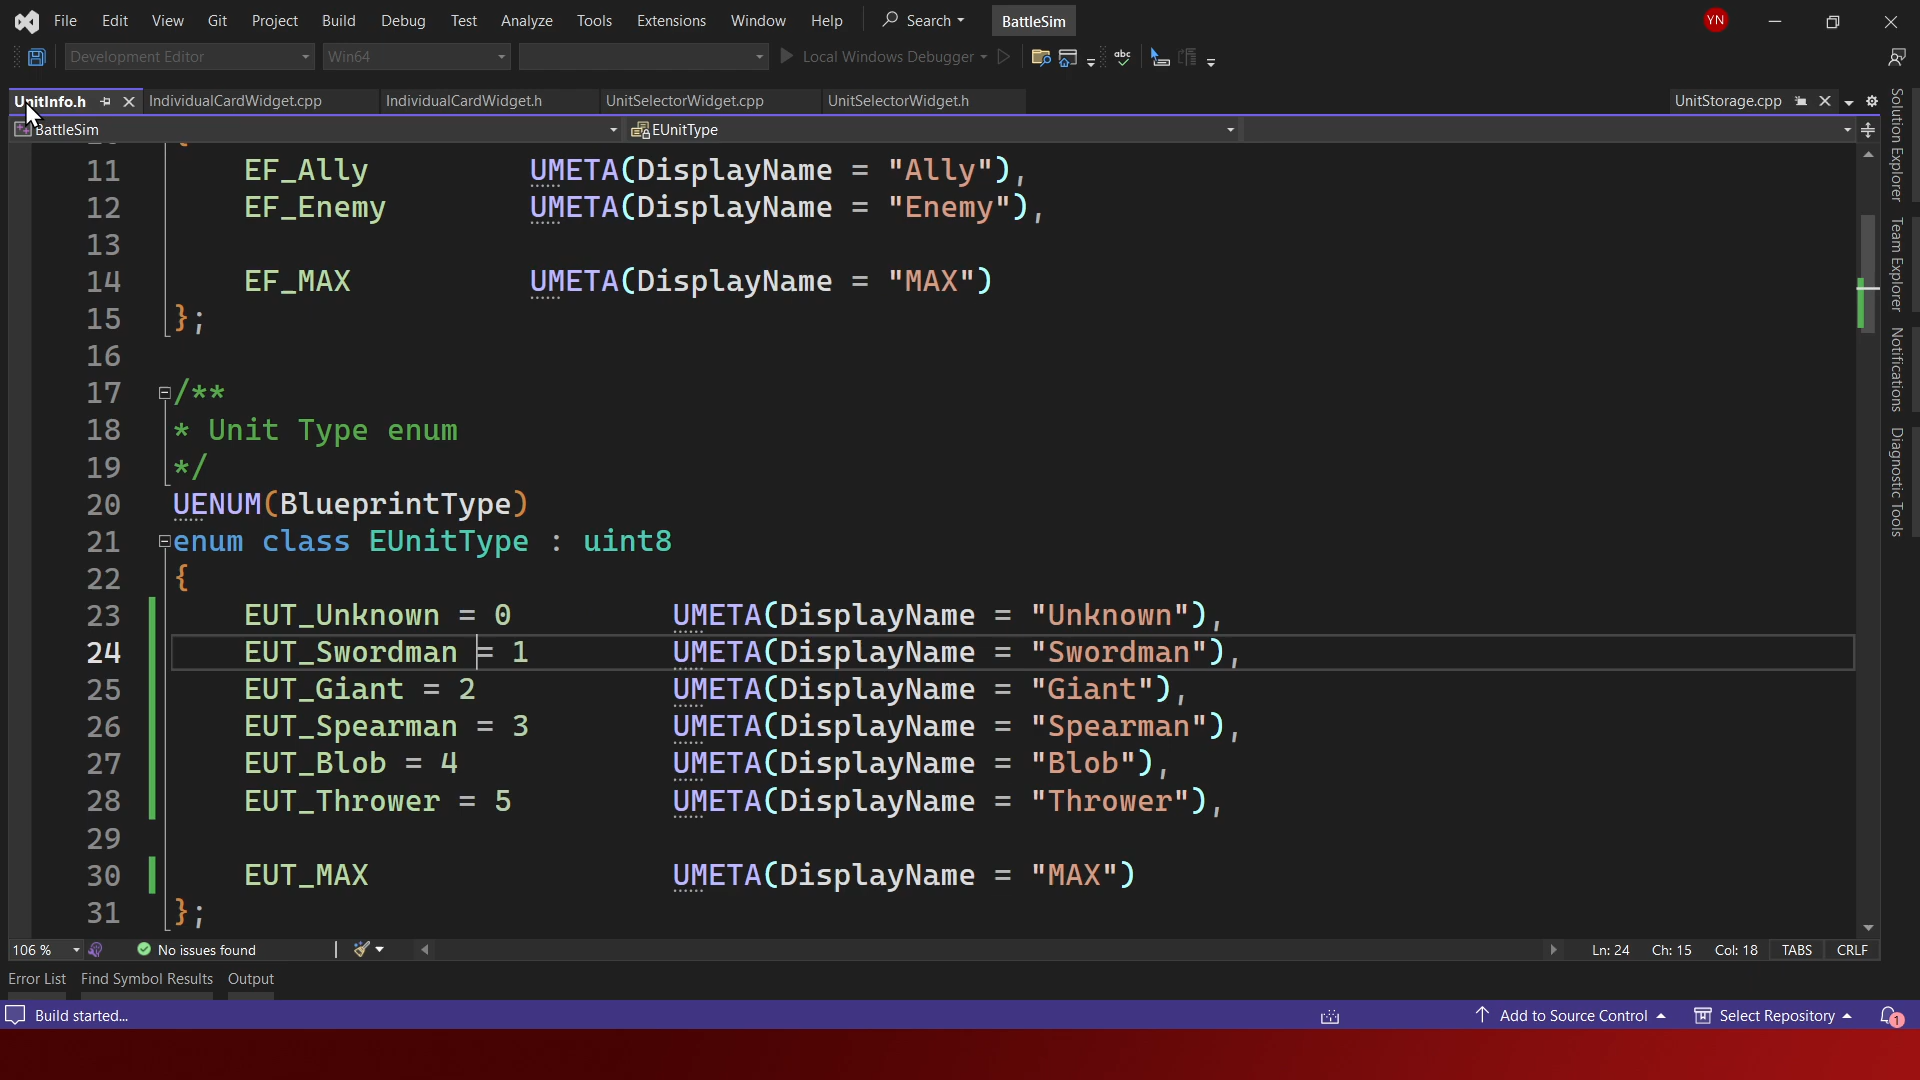 File Edit View Git Project Build Debug Test Analyze Tools Extensions Window Help Search BattleSim YN
Development Editor Win64 Local Windows Debugger
UnitInfo.h IndividualCardWidget.cpp IndividualCardWidget.h UnitSelectorWidget.cpp UnitSelectorWidget.h UnitStorage.cpp
BattleSim EUnitType
11 EF_Ally UMETA(DisplayName = "Ally"),
12 EF_Enemy UMETA(DisplayName = "Enemy"),
13
14 EF_MAX UMETA(DisplayName = "MAX")
15 };
16
17 /**
18 * Unit Type enum
19 */
20 UENUM(BlueprintType)
21 enum class EUnitType : uint8
22 {
23 EUT_Unknown = 0 UMETA(DisplayName = "Unknown"),
24 EUT_Swordman = 1 UMETA(DisplayName = "Swordman"),
25 EUT_Giant = 2 UMETA(DisplayName = "Giant"),
26 EUT_Spearman = 3 UMETA(DisplayName = "Spearman"),
27 EUT_Blob = 4 UMETA(DisplayName = "Blob"),
28 EUT_Thrower = 5 UMETA(DisplayName = "Thrower"),
29
30 EUT_MAX UMETA(DisplayName = "MAX")
31 };
Solution Explorer
Team Explorer
Notifications
Diagnostic Tools
106 % No issues found Ln: 24 Ch: 15 Col: 18 TABS CRLF
Error List Find Symbol Results Output
Build started... Add to Source Control Select Repository 1